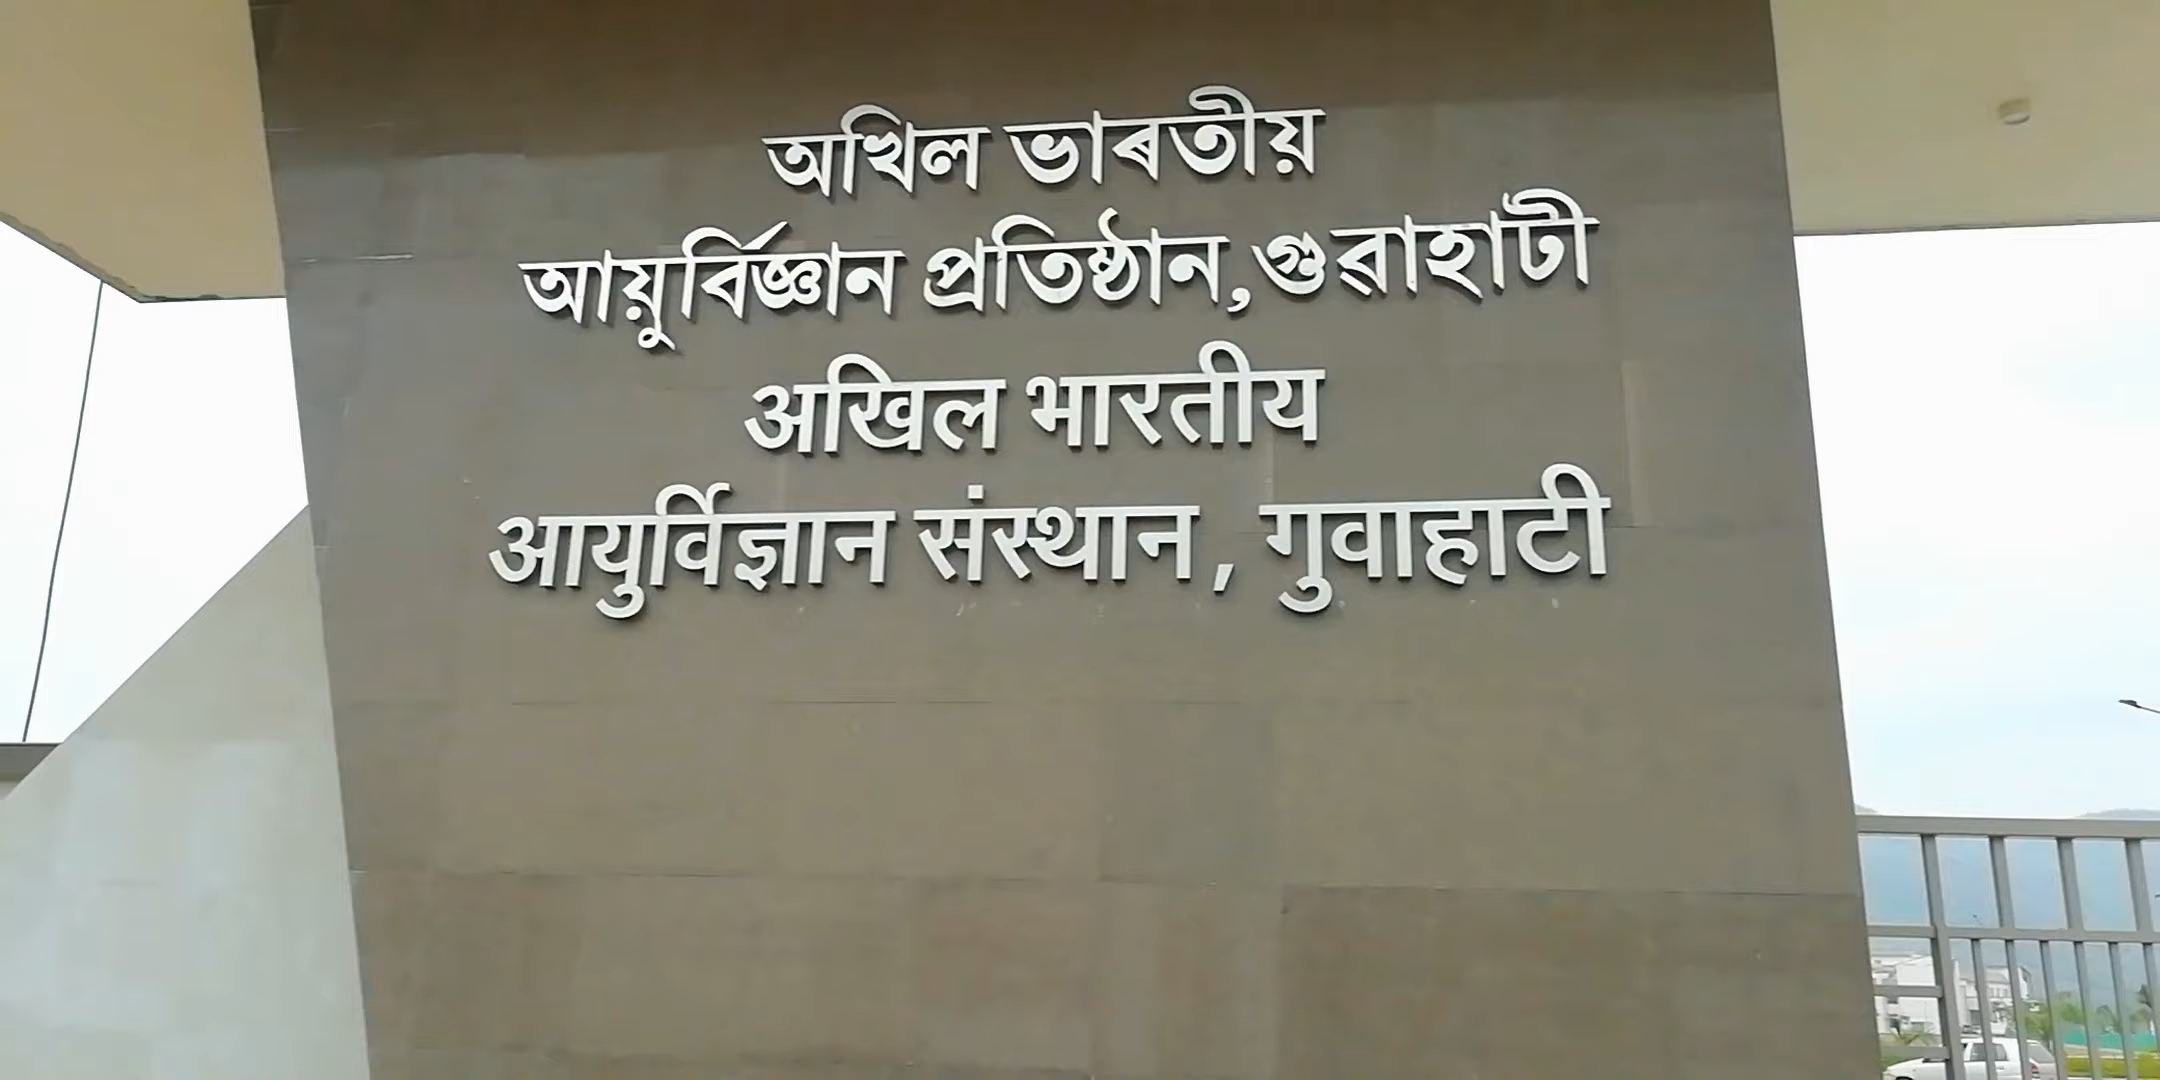 অখিল ভাৰতীয়
আয়ুৰ্বিজ্ঞান প্ৰতিষ্ঠান,গুৱাহাটী
अखिल भारतीय
आयुर्विज्ञान संस्थान, गुवाहाटी